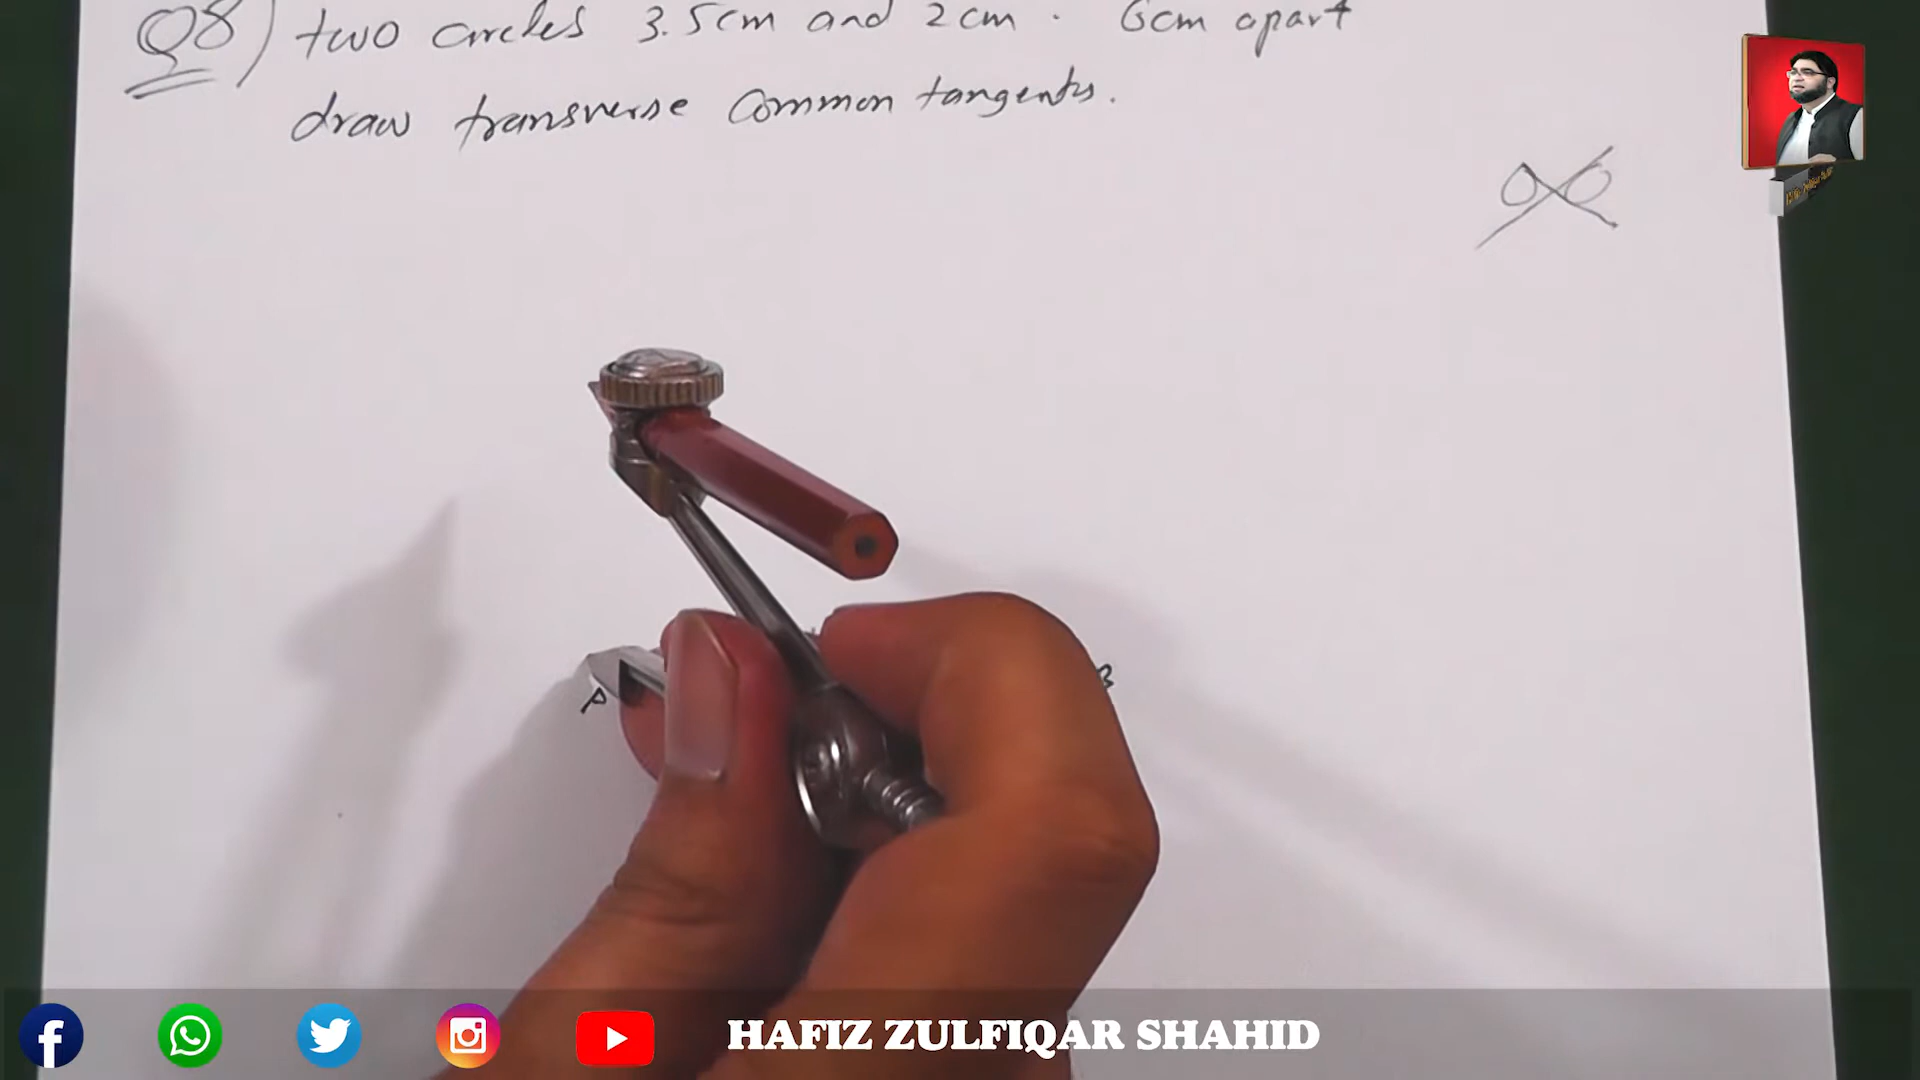 Q8) two circles 3.5cm and 2cm. 6cm apart
draw transverse common tangents.
A
B
HAFIZ ZULFIQAR SHAHID